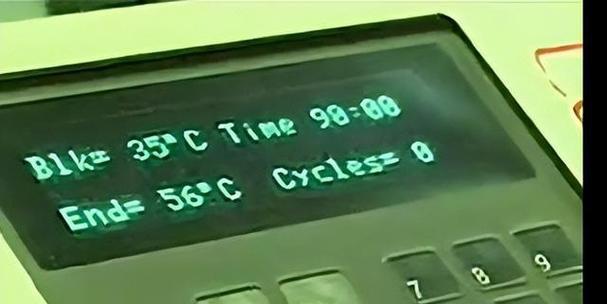 Blk= 35°C Time 90:00
End= 56°C Cycles= 0
7 8 9